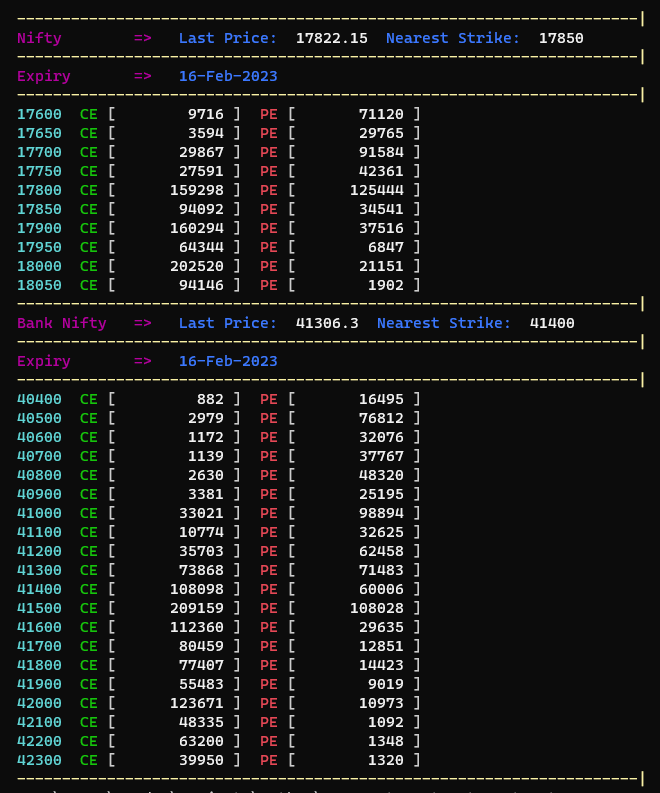 --------------------------------------------------------------------|
Nifty => Last Price: 17822.15 Nearest Strike: 17850
--------------------------------------------------------------------|
Expiry => 16-Feb-2023
--------------------------------------------------------------------|
17600 CE [ 9716 ] PE [ 71120 ]
17650 CE [ 3594 ] PE [ 29765 ]
17700 CE [ 29867 ] PE [ 91584 ]
17750 CE [ 27591 ] PE [ 42361 ]
17800 CE [ 159298 ] PE [ 125444 ]
17850 CE [ 94092 ] PE [ 34541 ]
17900 CE [ 160294 ] PE [ 37516 ]
17950 CE [ 64344 ] PE [ 6847 ]
18000 CE [ 202520 ] PE [ 21151 ]
18050 CE [ 94146 ] PE [ 1902 ]
--------------------------------------------------------------------|
Bank Nifty => Last Price: 41306.3 Nearest Strike: 41400
--------------------------------------------------------------------|
Expiry => 16-Feb-2023
--------------------------------------------------------------------|
40400 CE [ 882 ] PE [ 16495 ]
40500 CE [ 2979 ] PE [ 76812 ]
40600 CE [ 1172 ] PE [ 32076 ]
40700 CE [ 1139 ] PE [ 37767 ]
40800 CE [ 2630 ] PE [ 48320 ]
40900 CE [ 3381 ] PE [ 25195 ]
41000 CE [ 33021 ] PE [ 98894 ]
41100 CE [ 10774 ] PE [ 32625 ]
41200 CE [ 35703 ] PE [ 62458 ]
41300 CE [ 73868 ] PE [ 71483 ]
41400 CE [ 108098 ] PE [ 60006 ]
41500 CE [ 209159 ] PE [ 108028 ]
41600 CE [ 112360 ] PE [ 29635 ]
41700 CE [ 80459 ] PE [ 12851 ]
41800 CE [ 77407 ] PE [ 14423 ]
41900 CE [ 55483 ] PE [ 9019 ]
42000 CE [ 123671 ] PE [ 10973 ]
42100 CE [ 48335 ] PE [ 1092 ]
42200 CE [ 63200 ] PE [ 1348 ]
42300 CE [ 39950 ] PE [ 1320 ]
--------------------------------------------------------------------|